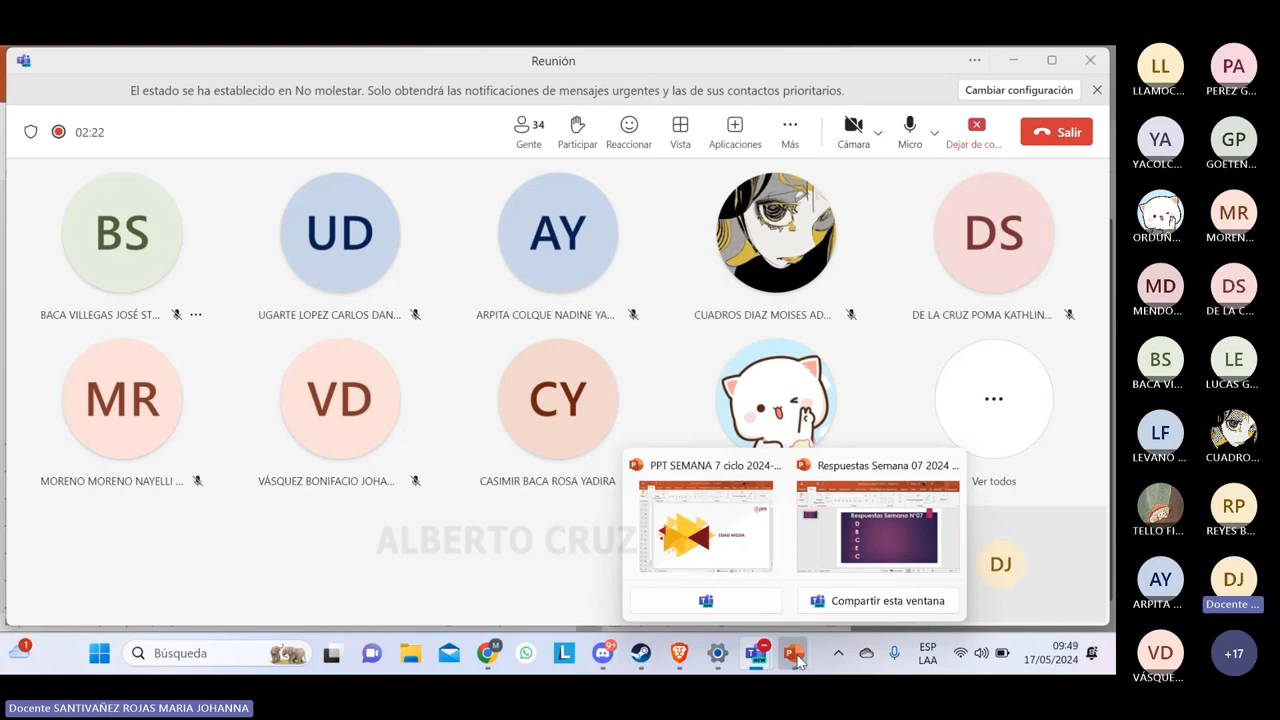 Reunión
El estado se ha establecido en No molestar. Solo obtendrá las notificaciones de mensajes urgentes y las de sus contactos prioritarios.
Cambiar configuración
02:22
34
Gente
Participar
Reaccionar
Vista
Aplicaciones
Más
Cámara
Micro
Dejar de co...
Salir
BS
UD
AY
DS
BACA VILLEGAS JOSÉ ST...
UGARTE LOPEZ CARLOS DAN...
ARPITA COLQUE NADINE YA...
CUADROS DIAZ MOISES AD...
DE LA CRUZ POMA KATHLIN...
MR
VD
CY
MORENO MORENO NAYELLI ...
VÁSQUEZ BONIFACIO JOHA...
CASIMIR BACA ROSA YADIRA
Ver todos
PPT SEMANA 7 ciclo 2024-...
Respuestas Semana 07 2024 ...
EDAD MEDIA
Respuestas Semana N°07
D
B
C
E
C
Compartir esta ventana
ALBERTO CRUZ
DJ
1
Búsqueda
M
L
9+
NEW
P
ESP
LAA
09:49
17/05/2024
Docente SANTIVAÑEZ ROJAS MARIA JOHANNA
LL
LLAMOC...
PA
PEREZ G...
YA
YACOLC...
GP
GOETEN...
ORDUÑ...
MR
MOREN...
MD
MENDO...
DS
DE LA C...
BS
BACA VI...
LE
LUCAS G...
LF
LEVANO ...
CUADRO...
TELLO FI...
RP
REYES B...
AY
ARPITA ...
DJ
Docente ...
VD
VÁSQUE...
+17